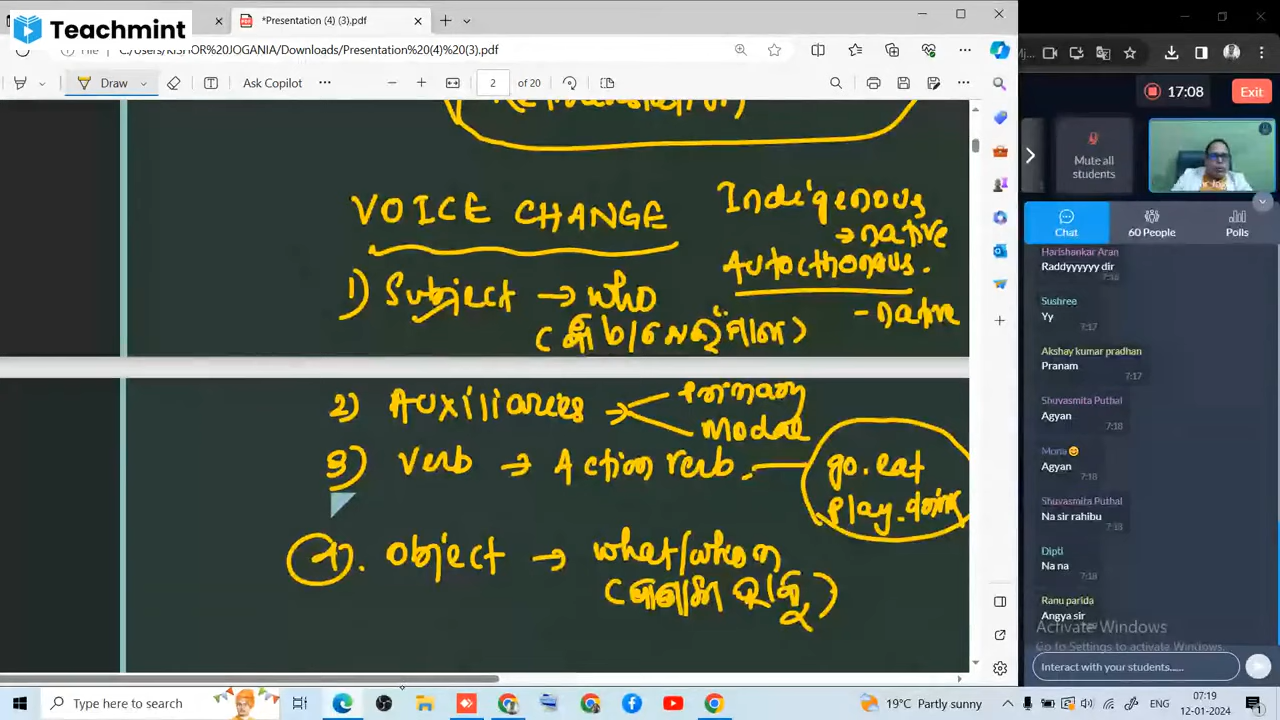 Teachmint
*Presentation (4) (3).pdf
File C:/Users/KISHOR%20JOGANIA/Downloads/Presentation%20(4)%20(3).pdf
Draw
Ask Copilot
2 of 20
VOICE CHANGE
1) Subject → who
Indigenous
→ native
Autocthonous.
- native
2) Auxiliaries → Primary
Modal
3) Verb → Action verb. — go. eat
play.
4). Object → what/whom
17:08
Exit
Mute all
students
Chat
60 People
Polls
Harishankar Aran
Raddyyyyyy dir
Sushree
Yy
7:17
Akshay kumar pradhan
Pranam
7:17
Shuvasmita Puthal
Agyan
7:18
Mona
Agyan
7:18
Shuvasmita Puthal
Na sir rahibu
Dipti
Na na
7:18
Ranu parida
Angya sir
Activate Windows
Go to Settings to activate Windows.
Interact with your students......
Type here to search
19°C Partly sunny
ENG
07:19
12-01-2024